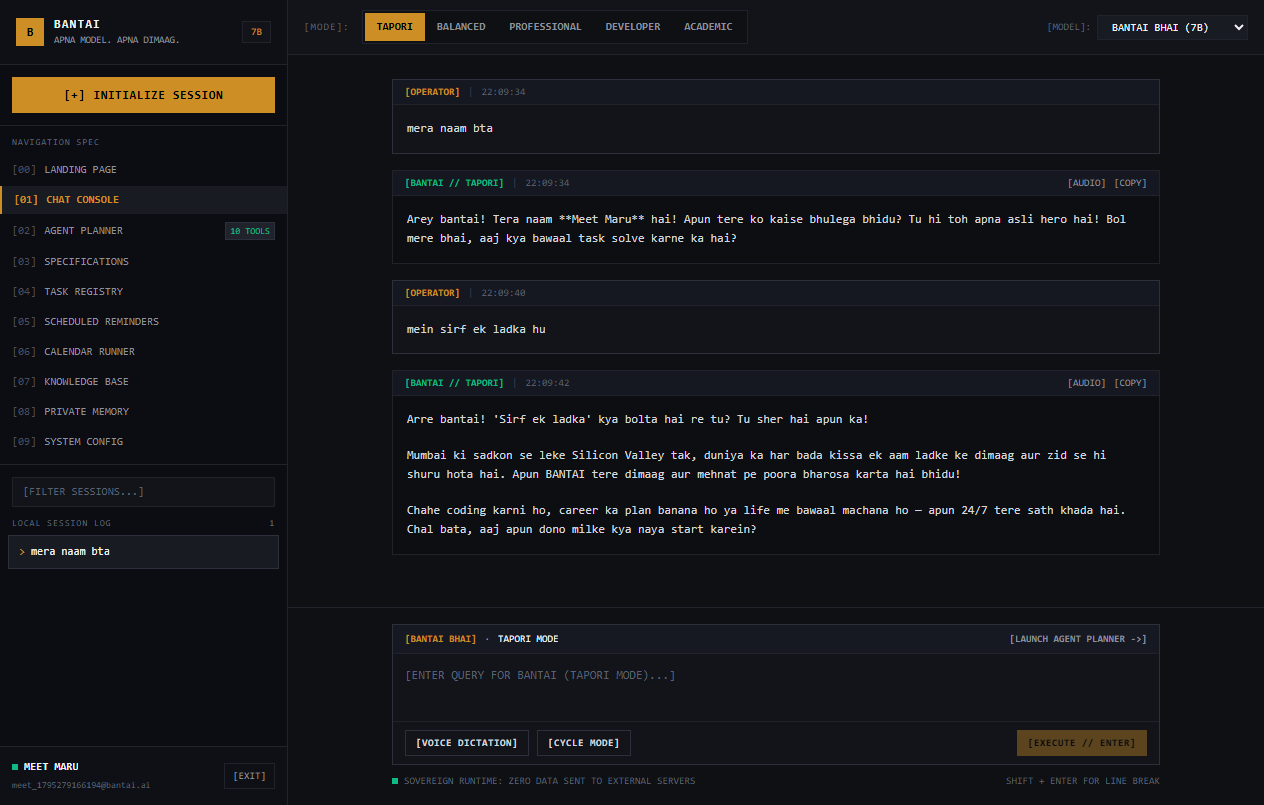 B
BANTAI
APNA MODEL. APNA DIMAAG.
7B
[+] INITIALIZE SESSION
NAVIGATION SPEC
[00] LANDING PAGE
[01] CHAT CONSOLE
[02] AGENT PLANNER
10 TOOLS
[03] SPECIFICATIONS
[04] TASK REGISTRY
[05] SCHEDULED REMINDERS
[06] CALENDAR RUNNER
[07] KNOWLEDGE BASE
[08] PRIVATE MEMORY
[09] SYSTEM CONFIG
[FILTER SESSIONS...]
LOCAL SESSION LOG 1
> mera naam bta
MEET MARU
meet_1795279166194@bantai.ai
[EXIT]
[MODE]: TAPORI BALANCED PROFESSIONAL DEVELOPER ACADEMIC
[MODEL]: BANTAI BHAI (7B)
[OPERATOR] | 22:09:34
mera naam bta
[BANTAI // TAPORI] | 22:09:34 [AUDIO] [COPY]
Arey bantai! Tera naam **Meet Maru** hai! Apun tere ko kaise bhulega bhidu? Tu hi toh apna asli hero hai! Bol
mere bhai, aaj kya bawaal task solve karne ka hai?
[OPERATOR] | 22:09:40
mein sirf ek ladka hu
[BANTAI // TAPORI] | 22:09:42 [AUDIO] [COPY]
Arre bantai! 'Sirf ek ladka' kya bolta hai re tu? Tu sher hai apun ka!
Mumbai ki sadkon se leke Silicon Valley tak, duniya ka har bada kissa ek aam ladke ke dimaag aur zid se hi
shuru hota hai. Apun BANTAI tere dimaag aur mehnat pe poora bharosa karta hai bhidu!
Chahe coding karni ho, career ka plan banana ho ya life me bawaal machana ho — apun 24/7 tere sath khada hai.
Chal bata, aaj apun dono milke kya naya start karein?
[BANTAI BHAI] · TAPORI MODE [LAUNCH AGENT PLANNER ->]
[ENTER QUERY FOR BANTAI (TAPORI MODE)...]
[VOICE DICTATION] [CYCLE MODE] [EXECUTE // ENTER]
SOVEREIGN RUNTIME: ZERO DATA SENT TO EXTERNAL SERVERS
SHIFT + ENTER FOR LINE BREAK